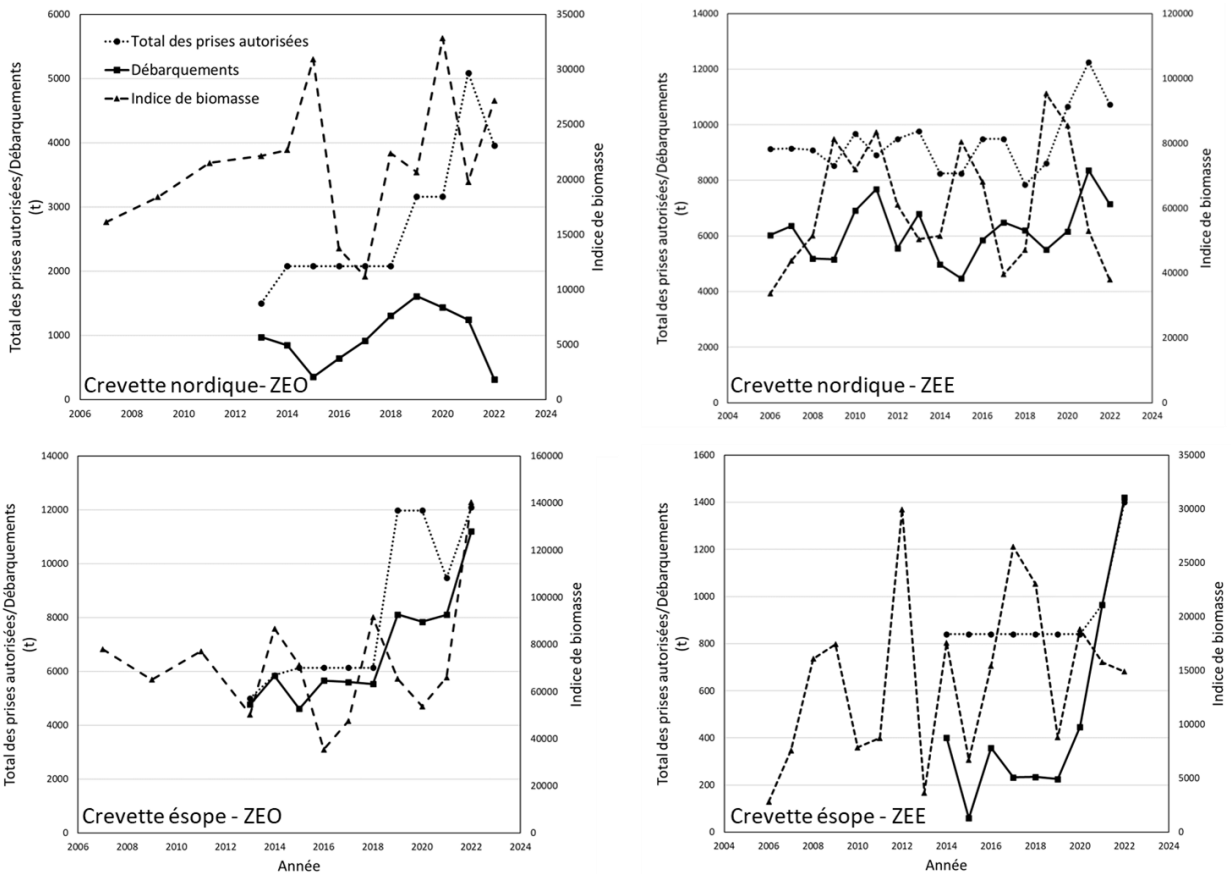 6000
5000
4000
3000
2000
1000
0
35000
30000
25000
20000
15000
10000
5000
0
Total des prises autorisées/Débarquements
(t)
Indice de biomasse
Total des prises autorisées
Débarquements
Indice de biomasse
Crevette nordique- ZEO
2006 2008 2010 2012 2014 2016 2018 2020 2022 2024
14000
12000
10000
8000
6000
4000
2000
0
120000
100000
80000
60000
40000
20000
0
Total des prises autorisées/Débarquements
(t)
Indice de biomasse
Crevette nordique - ZEE
2004 2006 2008 2010 2012 2014 2016 2018 2020 2022 2024
14000
12000
10000
8000
6000
4000
2000
0
160000
140000
120000
100000
80000
60000
40000
20000
0
Total des prises autorisées/Débarquements
(t)
Indice de biomasse
Crevette ésope - ZEO
2006 2008 2010 2012 2014 2016 2018 2020 2022 2024
Année
1600
1400
1200
1000
800
600
400
200
0
35000
30000
25000
20000
15000
10000
5000
0
Total des prises autorisées/Débarquements
(t)
Indice de biomasse
Crevette ésope - ZEE
2004 2006 2008 2010 2012 2014 2016 2018 2020 2022 2024
Année